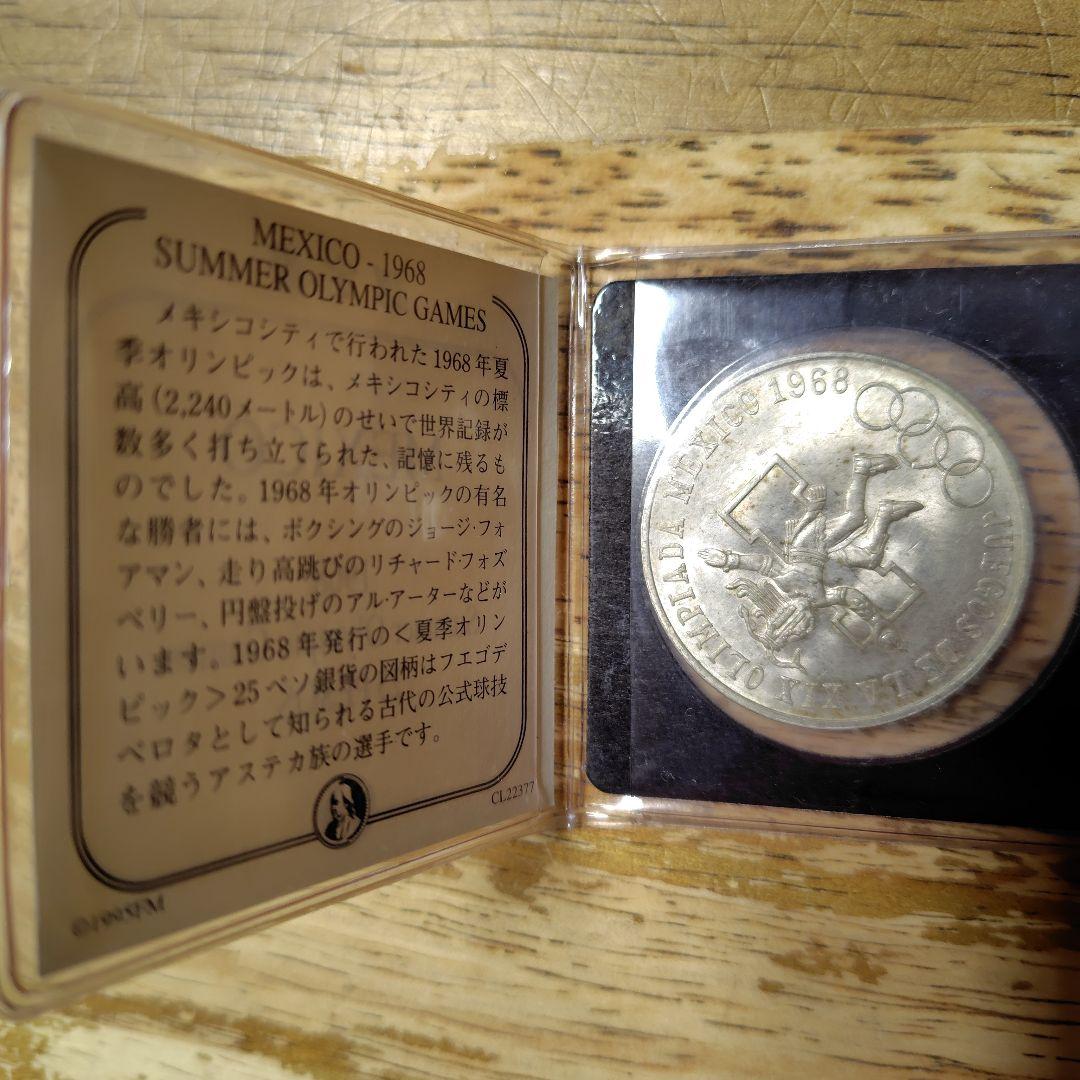 MEXICO - 1968
SUMMER OLYMPIC GAMES
メキシコシティで行われた1968年夏
季オリンピックは、メキシコシティの標
高(2,240メートル)のせいで世界記録が
数多く打ち立てられた、記憶に残るも
のでした。1968年オリンピックの有名
な勝者には、ボクシングのジョージ·フォ
アマン、走り高跳びのリチャード·フォズ
ベリー、円盤投げのアル·アーターなどが
います。1968年発行の＜夏季オリン
ピック＞25ペソ銀貨の図柄はフエゴデ
ペロタとして知られる古代の公式球技
を競うアステカ族の選手です。
CL22377
©1995FM
JUEGOS DE LA XIX OLIMPIADA MEXICO 1968